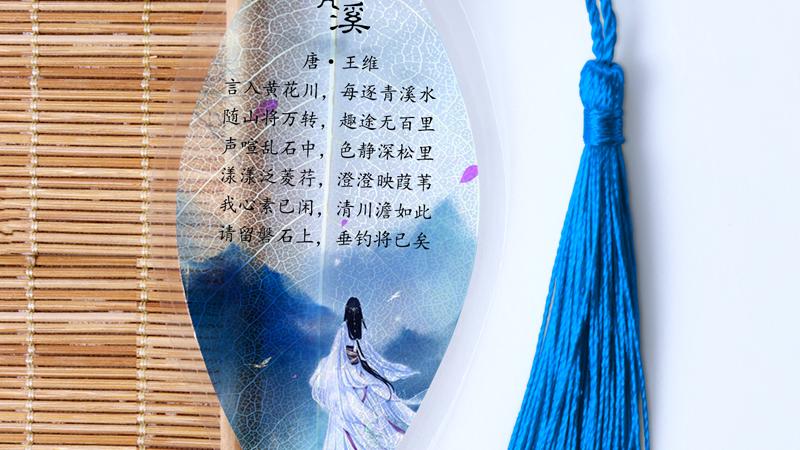 溪
唐·王维
言入黄花川，每逐青溪水
随山将万转，趣途无百里
声喧乱石中，色静深松里
漾漾泛菱荇，澄澄映葭苇
我心素已闲，清川澹如此
请留磐石上，垂钓将已矣